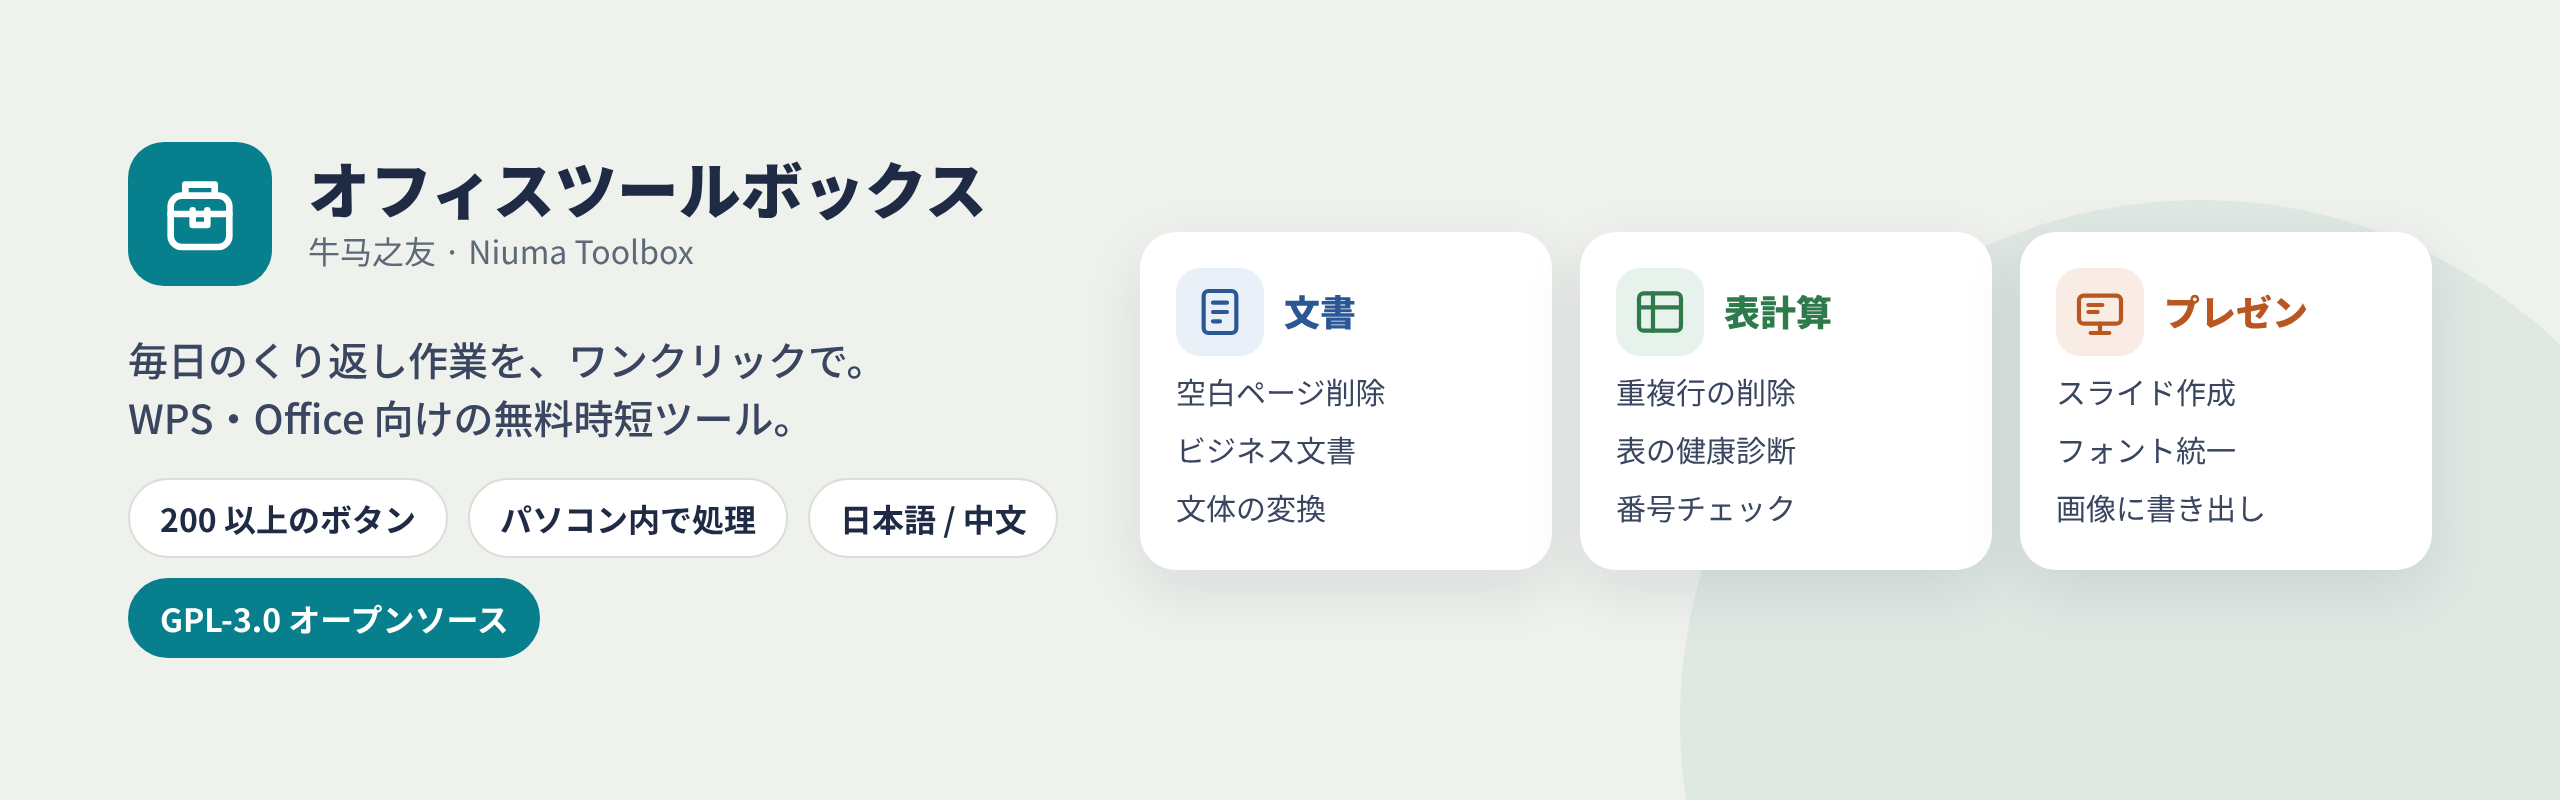 オフィスツールボックス
牛马之友 · Niuma Toolbox
毎日のくり返し作業を、ワンクリックで。
WPS・Office 向けの無料時短ツール。
200 以上のボタン
パソコン内で処理
日本語 / 中文
GPL-3.0 オープンソース
文書
空白ページ削除
ビジネス文書
文体の変換
表計算
重複行の削除
表の健康診断
番号チェック
プレゼン
スライド作成
フォント統一
画像に書き出し